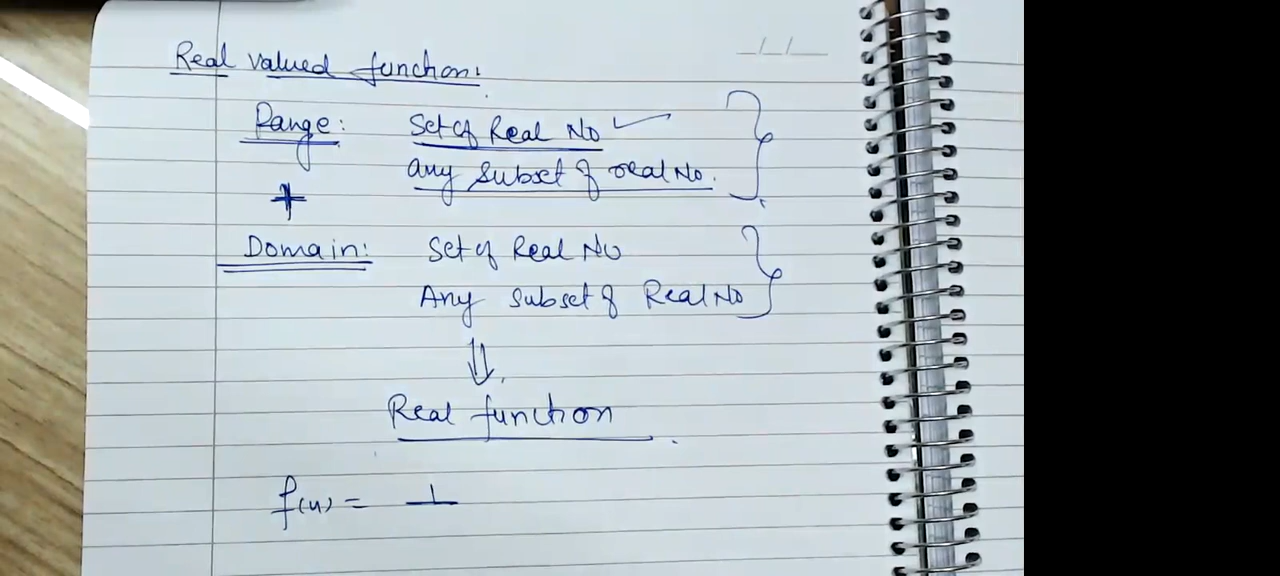 _/_/__
Real valued function:
Range: Set of Real No
any subset of real No.
+
Domain: Set of Real No
Any subset of Real No
⇓
Real function
f(x) = 1